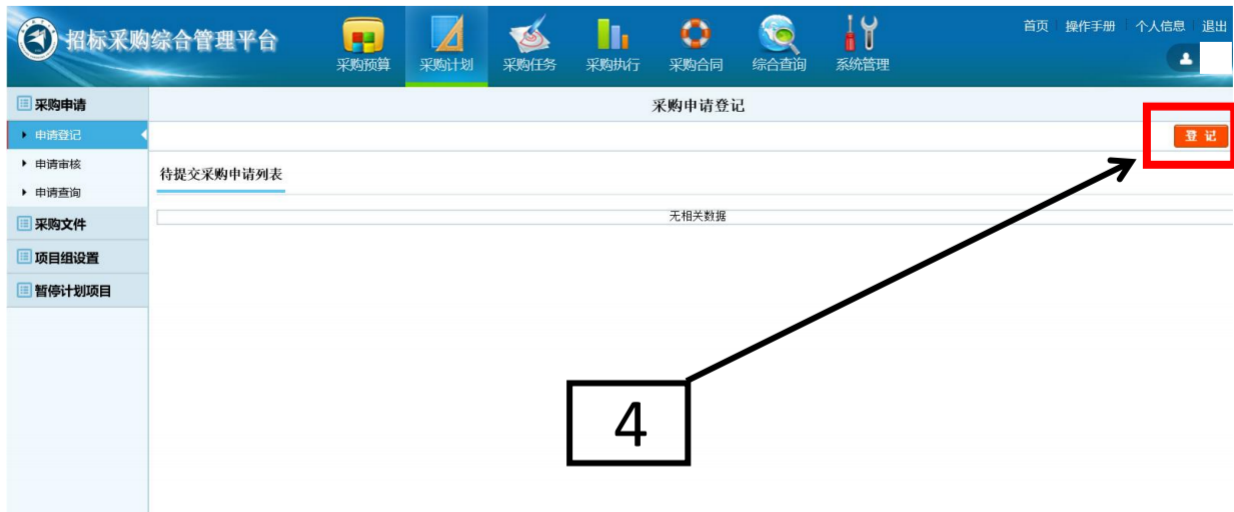 招标采购综合管理平台
采购预算 采购计划 采购任务 采购执行 采购合同 综合查询 系统管理
首页 操作手册 个人信息 退出
采购申请
申请登记
申请审核
申请查询
采购文件
项目组设置
暂停计划项目
采购申请登记
登 记
待提交采购申请列表
无相关数据
4